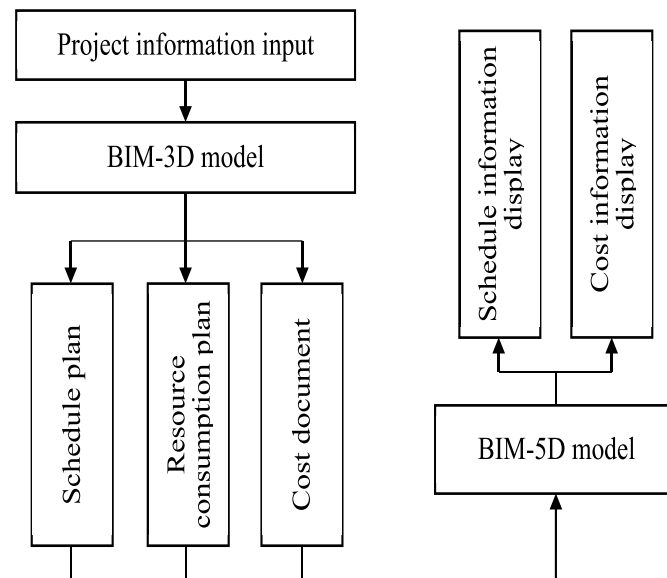 Project information input
BIM-3D model
Schedule plan
Resource
consumption plan
Cost document
Schedule information
display
Cost information
display
BIM-5D model